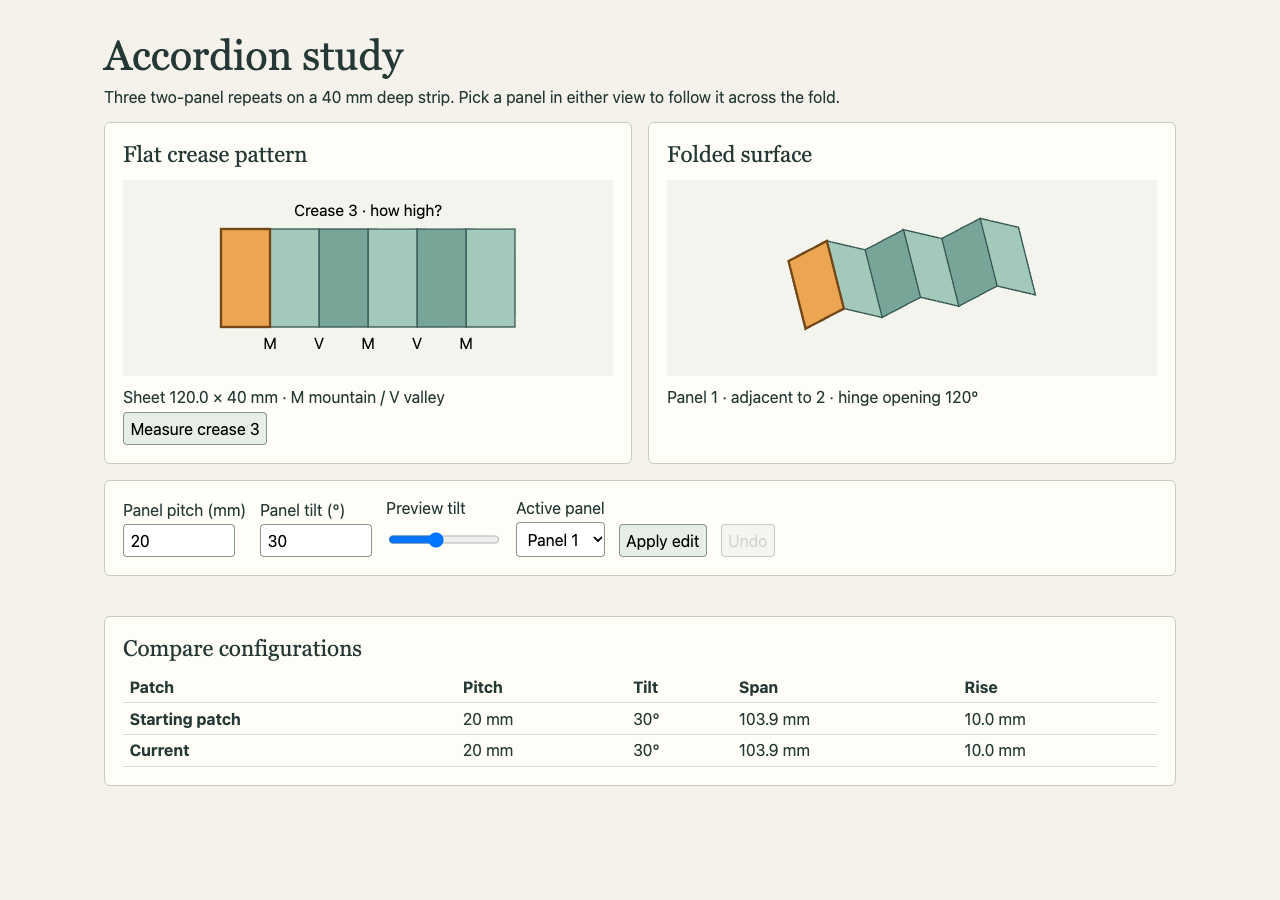 Accordion study
Three two-panel repeats on a 40 mm deep strip. Pick a panel in either view to follow it across the fold.
Flat crease pattern
Crease 3 · how high?
M V M V M
Sheet 120.0 × 40 mm · M mountain / V valley
Measure crease 3
Folded surface
Panel 1 · adjacent to 2 · hinge opening 120°
Panel pitch (mm) Panel tilt (°) Preview tilt Active panel
20 30 Panel 1 Apply edit Undo
Compare configurations
Patch Pitch Tilt Span Rise
Starting patch 20 mm 30° 103.9 mm 10.0 mm
Current 20 mm 30° 103.9 mm 10.0 mm